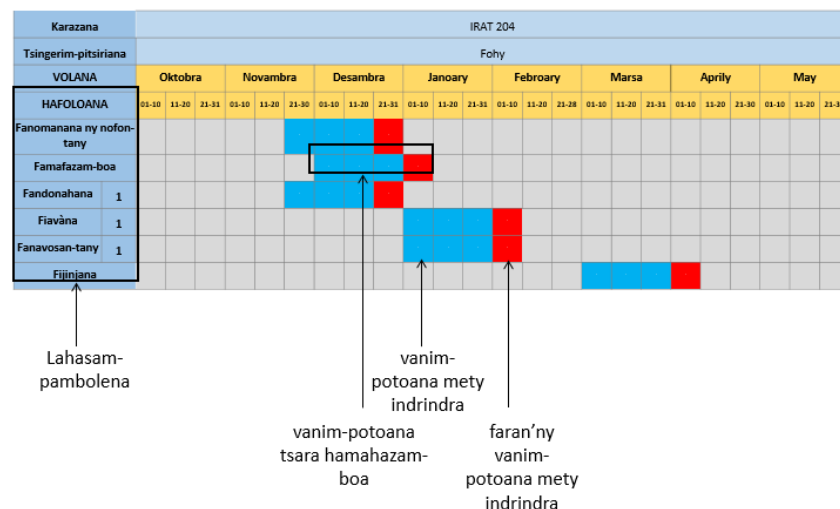 Karazana IRAT 204
Tsingerim-pitsiriana Fohy
VOLANA Oktobra Novambra Desambra Janoary Febroary Marsa Aprily May
HAFOLOANA 01-10 11-20 21-31 01-10 11-20 21-30 01-10 11-20 21-31 01-10 11-20 21-31 01-10 11-20 21-28 01-10 11-20 21-31 01-10 11-20 21-30 01-10 11-20
Fanomanana ny nofon-
tany
Famafazam-boa
Fandonahana 1
Fiavàna 1
Fanavosan-tany 1
Fijinjana
Lahasam-
pambolena
vanim-
potoana mety
indrindra
vanim-potoana
tsara hamahazam-
boa
faran’ny
vanim-
potoana mety
indrindra